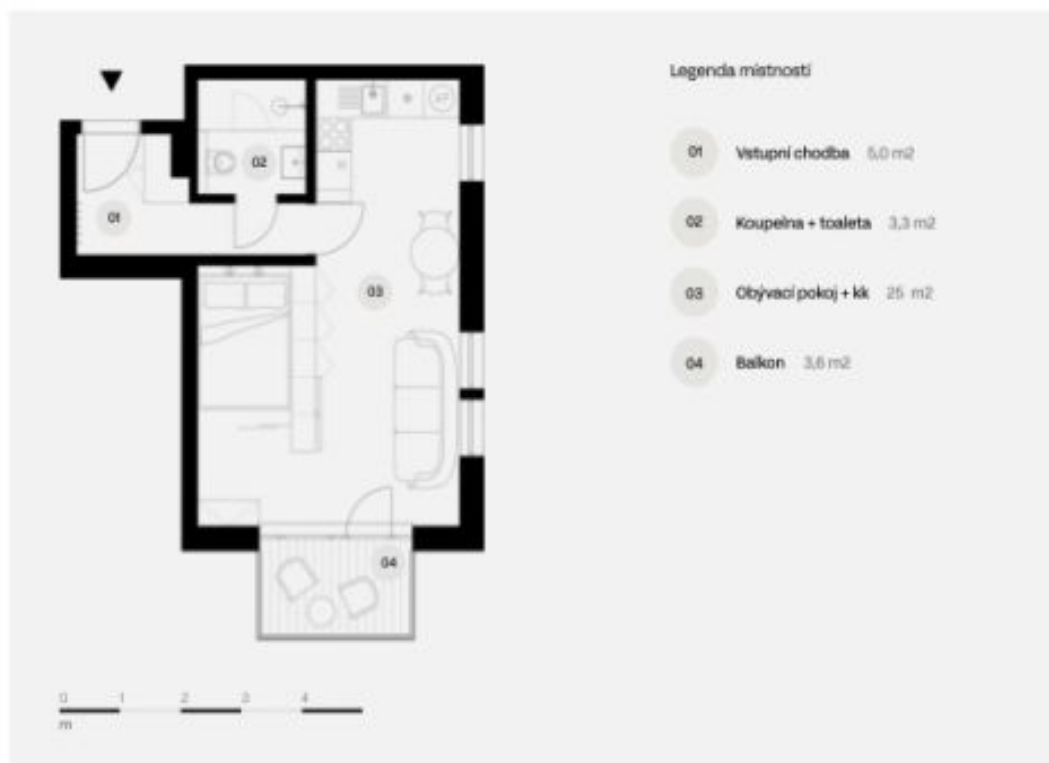 Legenda místností
01 Vstupní chodba 5,0 m2
02 Koupelna + toaleta 3,3 m2
03 Obývací pokoj + kk 25 m2
04 Balkon 3,6 m2
02
01
03
04
0 1 2 3 4
m